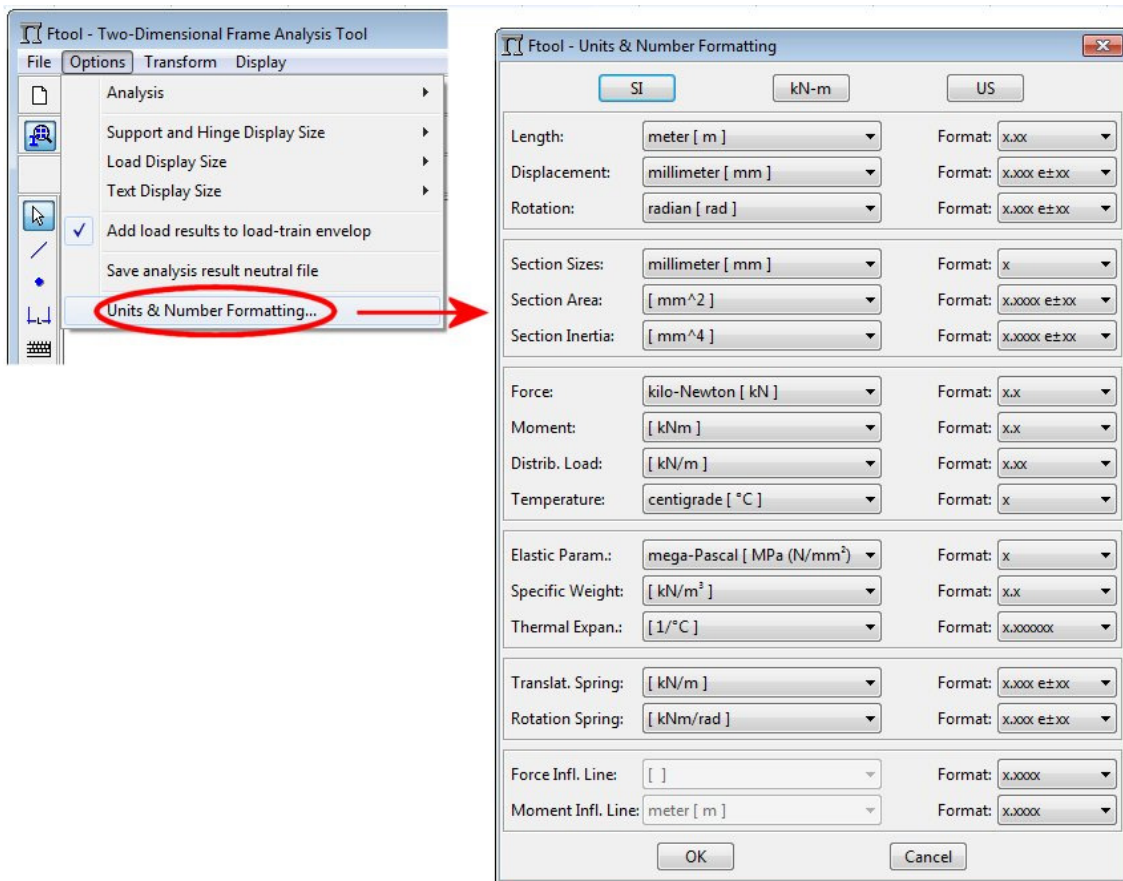 Ftool - Two-Dimensional Frame Analysis Tool
File Options Transform Display
Analysis
Support and Hinge Display Size
Load Display Size
Text Display Size
Add load results to load-train envelop
Save analysis result neutral file
Units & Number Formatting...
Ftool - Units & Number Formatting
SI kN-m US
Length: meter [ m ] Format: x.xx
Displacement: millimeter [ mm ] Format: x.xxx e±xx
Rotation: radian [ rad ] Format: x.xxx e±xx
Section Sizes: millimeter [ mm ] Format: x
Section Area: [ mm^2 ] Format: x.xxxx e±xx
Section Inertia: [ mm^4 ] Format: x.xxxx e±xx
Force: kilo-Newton [ kN ] Format: x.x
Moment: [ kNm ] Format: x.x
Distrib. Load: [ kN/m ] Format: x.xx
Temperature: centigrade [ °C ] Format: x
Elastic Param.: mega-Pascal [ MPa (N/mm²) Format: x
Specific Weight: [ kN/m³ ] Format: x.x
Thermal Expan.: [ 1/°C ] Format: x.xxxxxx
Translat. Spring: [ kN/m ] Format: x.xxx e±xx
Rotation Spring: [ kNm/rad ] Format: x.xxx e±xx
Force Infl. Line: [ ] Format: x.xxxx
Moment Infl. Line: meter [ m ] Format: x.xxxx
OK Cancel